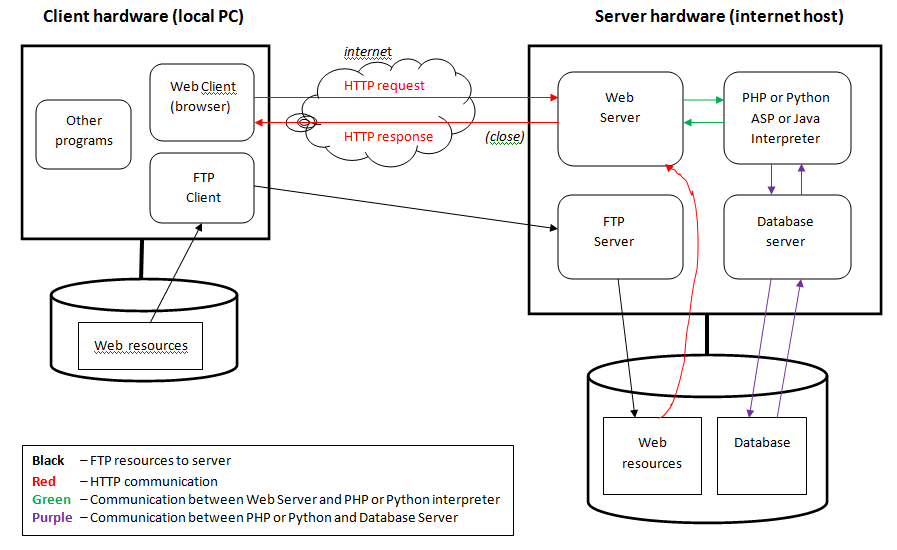 Client hardware (local PC)
Server hardware (internet host)
internet
Web Client
(browser)
Other
programs
FTP
Client
HTTP request
HTTP response
(close)
Web
Server
PHP or Python
ASP or Java
Interpreter
FTP
Server
Database
server
Web resources
Web
resources
Database
Black – FTP resources to server
Red – HTTP communication
Green – Communication between Web Server and PHP or Python interpreter
Purple – Communication between PHP or Python and Database Server